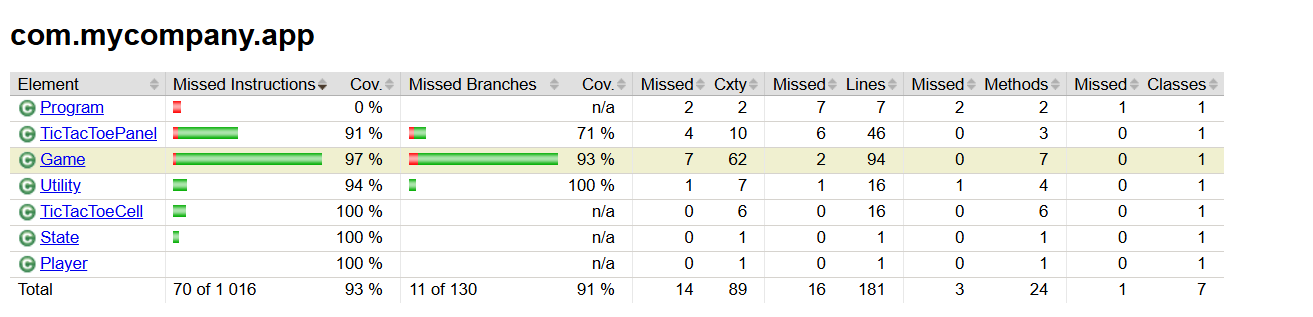 com.mycompany.app
Element Missed Instructions Cov. Missed Branches Cov. Missed Cxty Missed Lines Missed Methods Missed Classes
C Program 0 % n/a 2 2 7 7 2 2 1 1
C TicTacToePanel 91 % 71 % 4 10 6 46 0 3 0 1
C Game 97 % 93 % 7 62 2 94 0 7 0 1
C Utility 94 % 100 % 1 7 1 16 1 4 0 1
C TicTacToeCell 100 % n/a 0 6 0 16 0 6 0 1
C State 100 % n/a 0 1 0 1 0 1 0 1
C Player 100 % n/a 0 1 0 1 0 1 0 1
Total 70 of 1 016 93 % 11 of 130 91 % 14 89 16 181 3 24 1 7